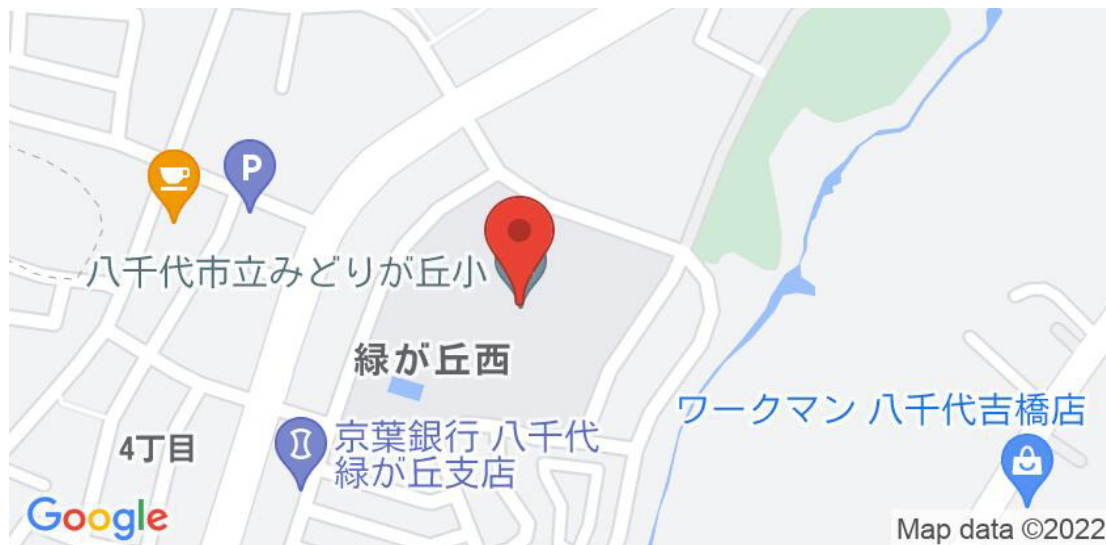 P
八千代市立みどりが丘小
緑が丘西
ワークマン 八千代吉橋店
4丁目
京葉銀行 八千代
緑が丘支店
Google
Map data ©2022